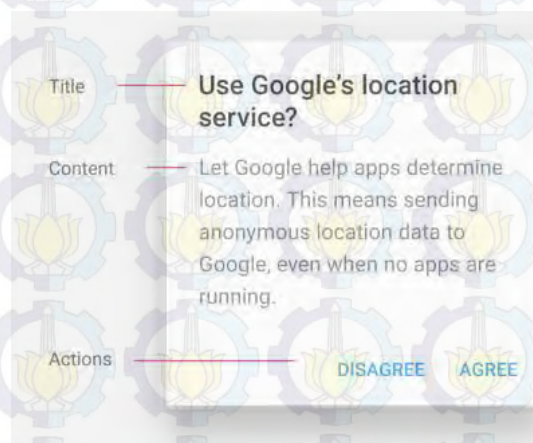 Title
Use Google's location
service?
Content
Let Google help apps determine
location. This means sending
anonymous location data to
Google, even when no apps are
running.
Actions
DISAGREE AGREE